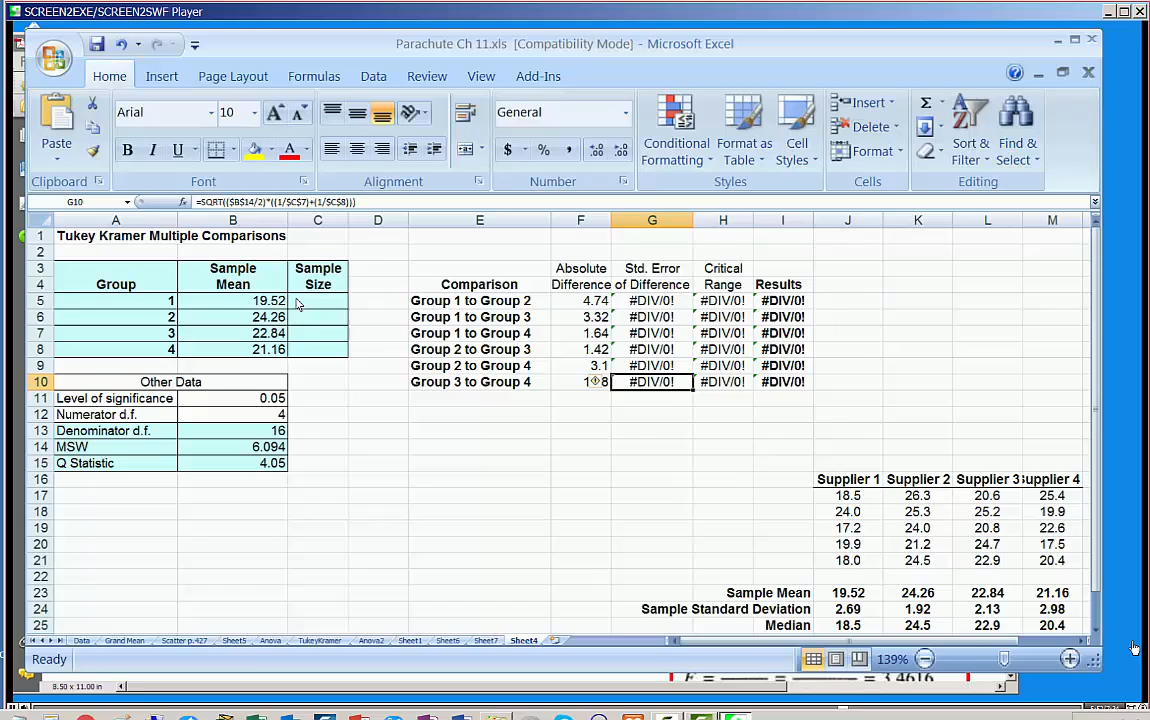 SCREEN2EXE/SCREEN2SWF Player
Parachute Ch 11.xls [Compatibility Mode] - Microsoft Excel
Home Insert Page Layout Formulas Data Review View Add-Ins
Paste
Arial 10
B I U A
General
$ % ,
Conditional Formatting
Format as Table
Cell Styles
Insert
Delete
Format
Σ
Sort & Filter
Find & Select
Clipboard Font Alignment Number Styles Cells Editing
G10 fx =SQRT(($B$14/2)*((1/$C$7)+(1/$C$8)))
A B C D E F G H I J K L M
1 Tukey Kramer Multiple Comparisons
2
3 Sample Sample Absolute Std. Error Critical
4 Group Mean Size Comparison Difference of Difference Range Results
5 1 19.52 Group 1 to Group 2 4.74 #DIV/0! #DIV/0! #DIV/0!
6 2 24.26 Group 1 to Group 3 3.32 #DIV/0! #DIV/0! #DIV/0!
7 3 22.84 Group 1 to Group 4 1.64 #DIV/0! #DIV/0! #DIV/0!
8 4 21.16 Group 2 to Group 3 1.42 #DIV/0! #DIV/0! #DIV/0!
9 Group 2 to Group 4 3.1 #DIV/0! #DIV/0! #DIV/0!
10 Other Data Group 3 to Group 4 #DIV/0! #DIV/0! #DIV/0!
11 Level of significance 0.05
12 Numerator d.f. 4
13 Denominator d.f. 16
14 MSW 6.094
15 Q Statistic 4.05
16 Supplier 1 Supplier 2 Supplier 3 upplier 4
17 18.5 26.3 20.6 25.4
18 24.0 25.3 25.2 19.9
19 17.2 24.0 20.8 22.6
20 19.9 21.2 24.7 17.5
21 18.0 24.5 22.9 20.4
22
23 Sample Mean 19.52 24.26 22.84 21.16
24 Sample Standard Deviation 2.69 1.92 2.13 2.98
25 Median 18.5 24.5 22.9 20.4
Data Grand Mean Scatter p.427 Sheet5 Anova TukeyKramer Anova2 Sheet1 Sheet6 Sheet7 Sheet4
Ready 139%
8.50 x 11.00 in